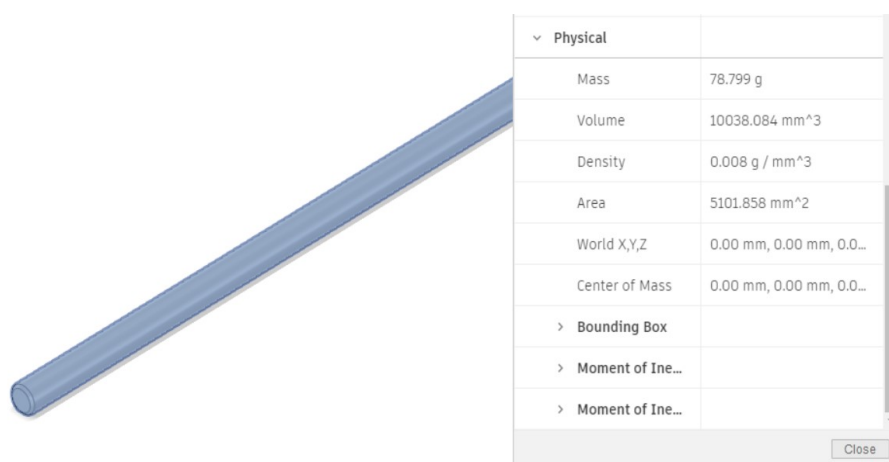 Physical
Mass 78.799 g
Volume 10038.084 mm^3
Density 0.008 g / mm^3
Area 5101.858 mm^2
World X,Y,Z 0.00 mm, 0.00 mm, 0.0...
Center of Mass 0.00 mm, 0.00 mm, 0.0...
Bounding Box
Moment of Ine...
Moment of Ine...
Close